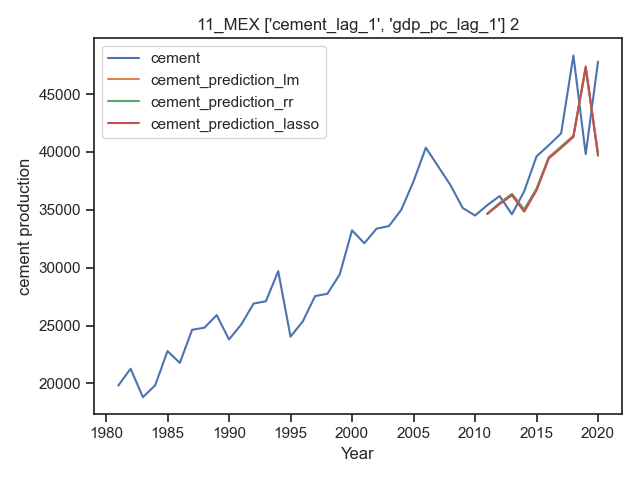 11_MEX ['cement_lag_1', 'gdp_pc_lag_1'] 2
cement
cement_prediction_lm
cement_prediction_rr
cement_prediction_lasso
cement production
45000
40000
35000
30000
25000
20000
1980 1985 1990 1995 2000 2005 2010 2015 2020
Year